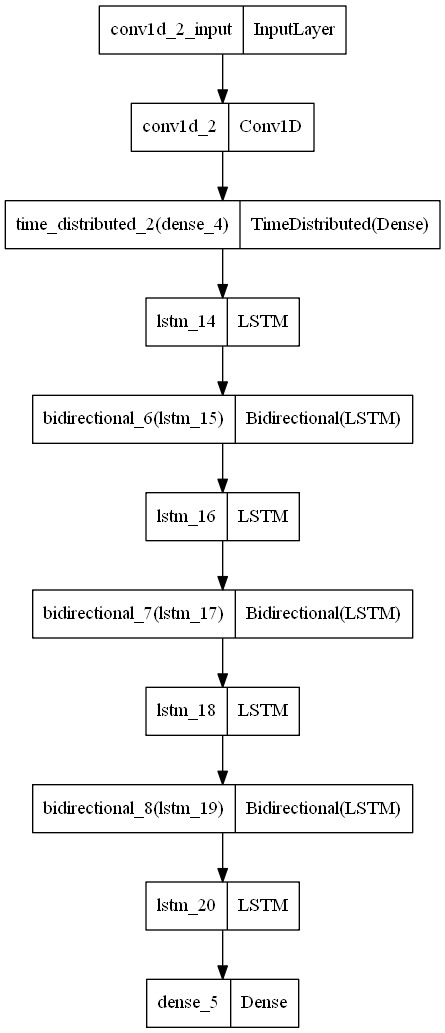 conv1d_2_input InputLayer
conv1d_2 Conv1D
time_distributed_2(dense_4) TimeDistributed(Dense)
lstm_14 LSTM
bidirectional_6(lstm_15) Bidirectional(LSTM)
lstm_16 LSTM
bidirectional_7(lstm_17) Bidirectional(LSTM)
lstm_18 LSTM
bidirectional_8(lstm_19) Bidirectional(LSTM)
lstm_20 LSTM
dense_5 Dense